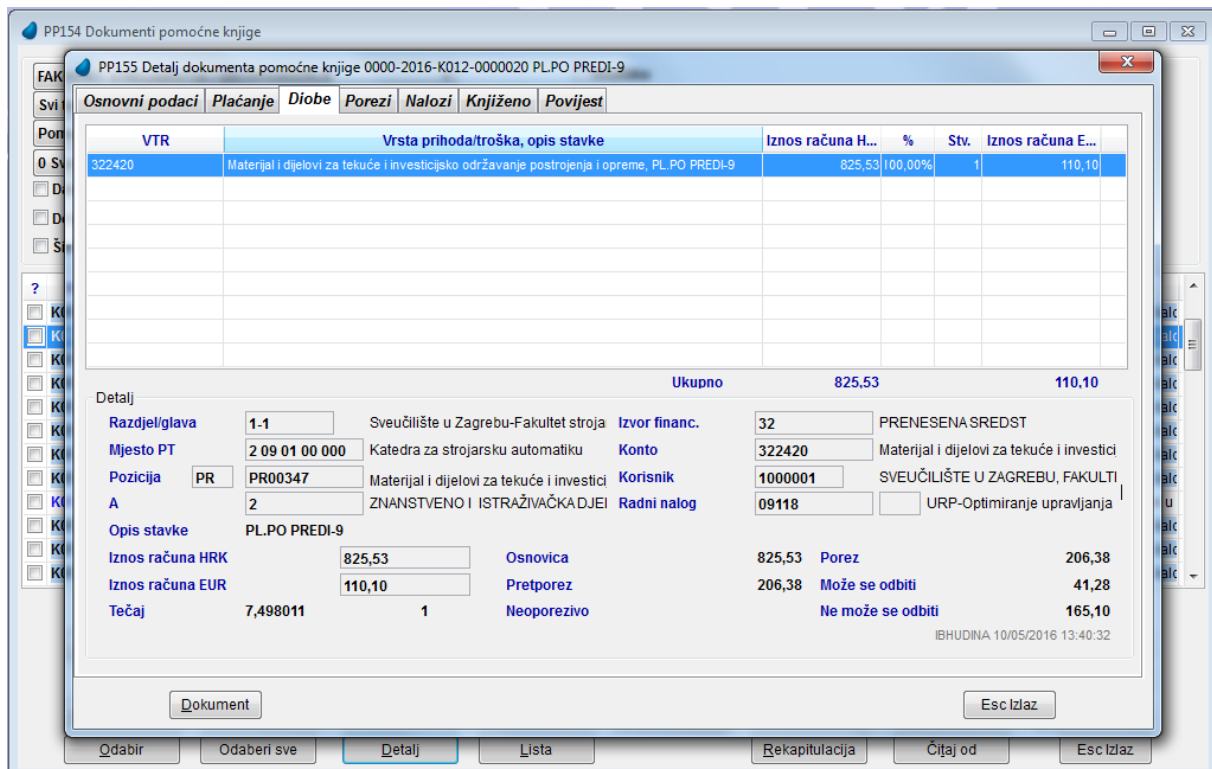 PP154 Dokumenti pomoćne knjige
PP155 Detalj dokumenta pomoćne knjige 0000-2016-K012-0000020 PL.PO PREDI-9
Osnovni podaci Plaćanje Diobe Porezi Nalozi Knjiženo Povijest
VTR Vrsta prihoda/troška, opis stavke Iznos računa H... % Stv. Iznos računa E...
322420 Materijal i dijelovi za tekuće i investicijsko održavanje postrojenja i opreme, PL.PO PREDI-9 825,53 100,00% 1 110,10
0
?
Ukupno 825,53 110,10
Detalj
Razdjel/glava 1-1 Sveučilište u Zagrebu-Fakultet stroja Izvor financ. 32 PRENESENA SREDST
Mjesto PT 2 09 01 00 000 Katedra za strojarsku automatiku Konto 322420 Materijal i dijelovi za tekuće i investici
Pozicija PR PR00347 Materijal i dijelovi za tekuće i investici Korisnik 1000001 SVEUČILIŠTE U ZAGREBU, FAKULTI
A 2 ZNANSTVENO I ISTRAŽIVAČKA DJEI Radni nalog 09118 URP-Optimiranje upravljanja
Opis stavke PL.PO PREDI-9
Iznos računa HRK 825,53 Osnovica 825,53 Porez 206,38
Iznos računa EUR 110,10 Pretporez 206,38 Može se odbiti 41,28
Tečaj 7,498011 1 Neoporezivo Ne može se odbiti 165,10
IBHUDINA 10/05/2016 13:40:32
Dokument Esc Izlaz
Odabir Odaberi sve Detalj Lista Rekapitulacija Čitaj od Esc Izlaz